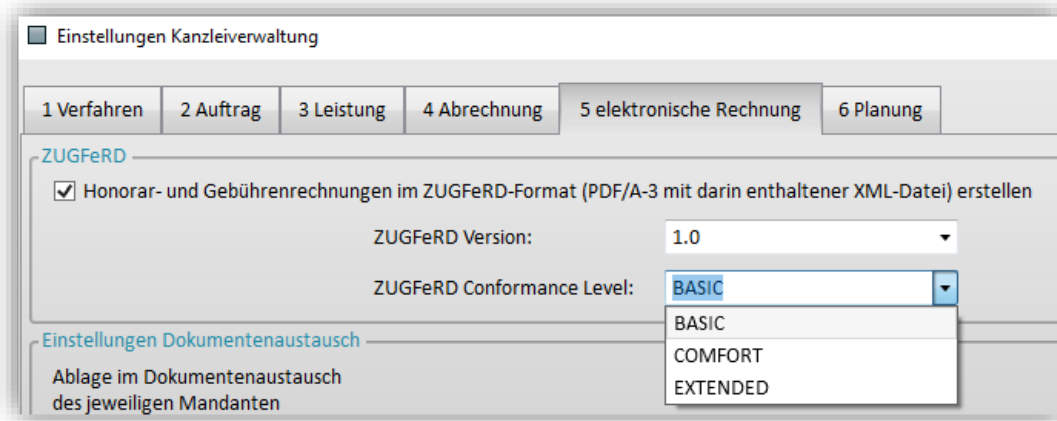 Einstellungen Kanzleiverwaltung
1 Verfahren 2 Auftrag 3 Leistung 4 Abrechnung 5 elektronische Rechnung 6 Planung
ZUGFeRD
Honorar- und Gebührenrechnungen im ZUGFeRD-Format (PDF/A-3 mit darin enthaltener XML-Datei) erstellen
ZUGFeRD Version: 1.0
ZUGFeRD Conformance Level: BASIC
BASIC
COMFORT
EXTENDED
Einstellungen Dokumentenaustausch
Ablage im Dokumentenaustausch
des jeweiligen Mandanten